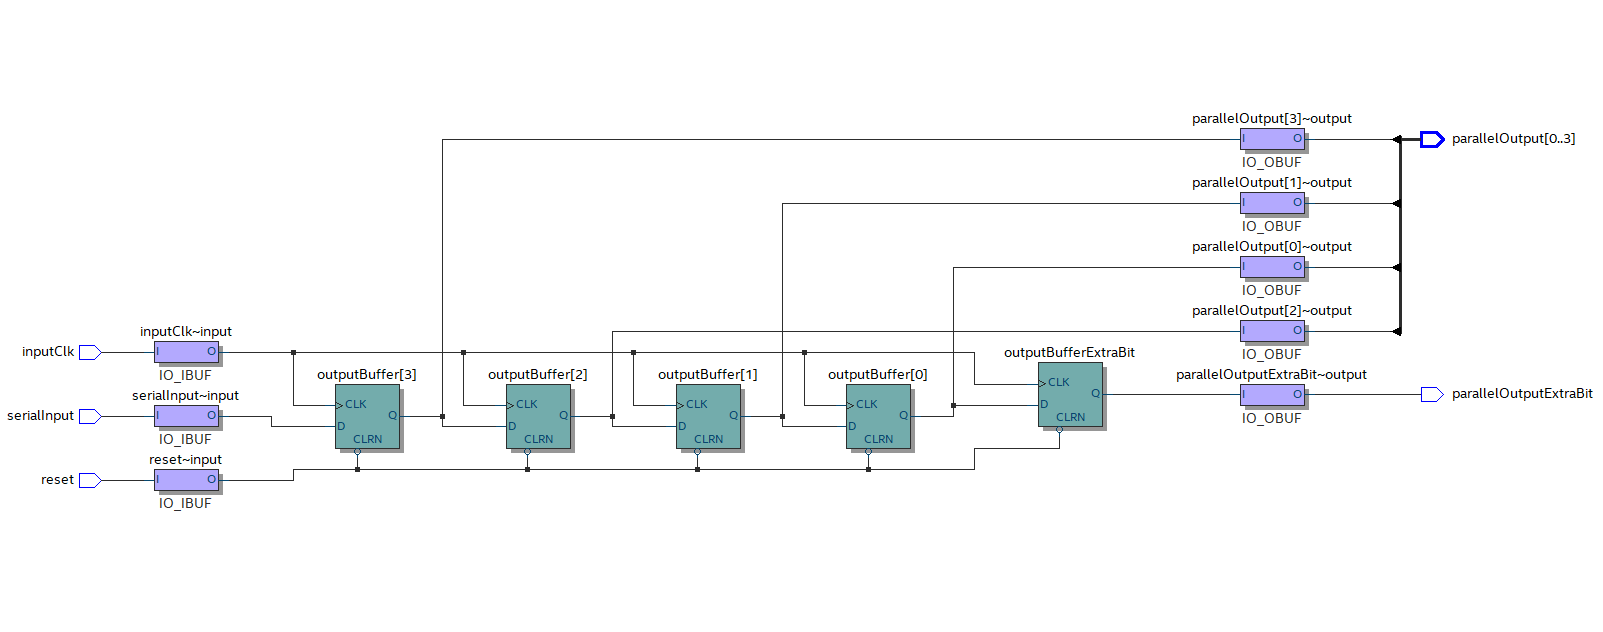 parallelOutput[3]~output
I O
IO_OBUF
parallelOutput[0..3]
parallelOutput[1]~output
I O
IO_OBUF
parallelOutput[0]~output
I O
IO_OBUF
parallelOutput[2]~output
I O
IO_OBUF
inputClk
inputClk~input
I O
IO_IBUF
serialInput
serialInput~input
I O
IO_IBUF
reset
reset~input
I O
IO_IBUF
outputBuffer[3]
CLK
Q
D
CLRN
outputBuffer[2]
CLK
Q
D
CLRN
outputBuffer[1]
CLK
Q
D
CLRN
outputBuffer[0]
CLK
Q
D
CLRN
outputBufferExtraBit
CLK
Q
D
CLRN
parallelOutputExtraBit~output
I O
IO_OBUF
parallelOutputExtraBit